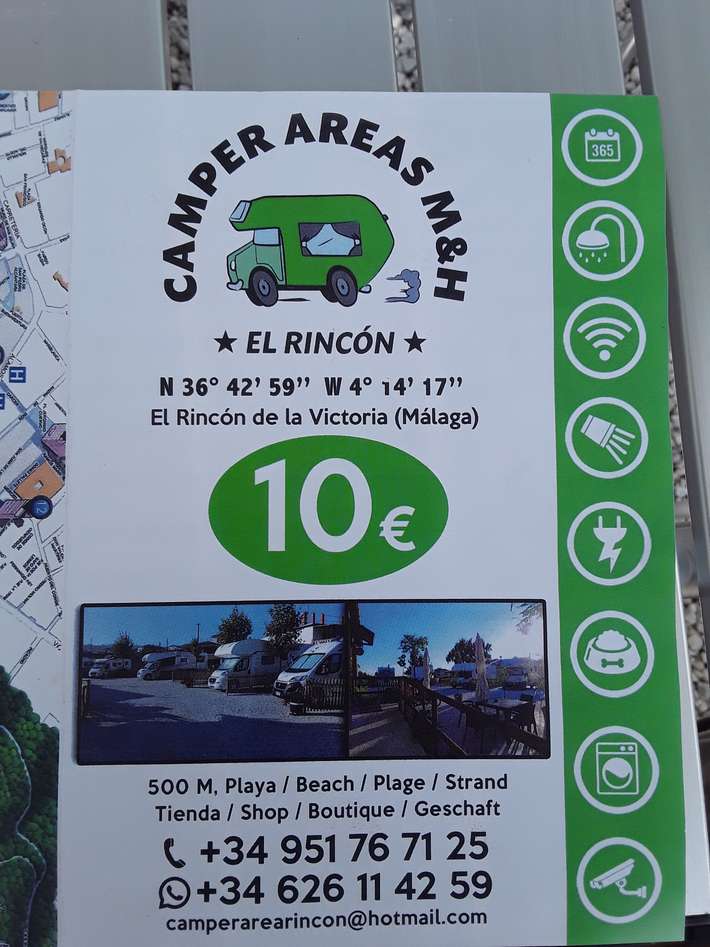 CAMPER AREAS M&H
★ EL RINCÓN ★
N 36° 42' 59'' W 4° 14' 17''
El Rincón de la Victoria (Málaga)
10€
500 M, Playa / Beach / Plage / Strand
Tienda / Shop / Boutique / Geschaft
+34 951 76 71 25
+34 626 11 42 59
camperarearincon@hotmail.com
365
H